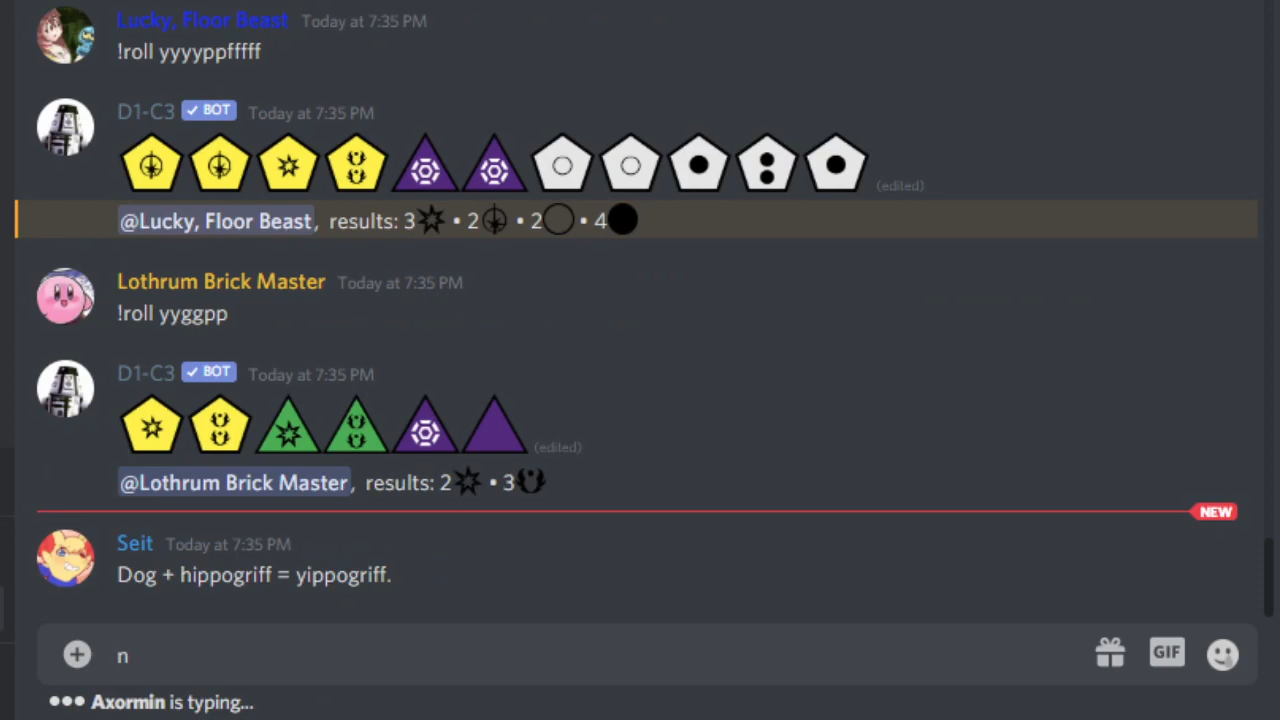 Lucky, Floor Beast Today at 7:35 PM
!roll yyyyppfffff
D1-C3 BOT Today at 7:35 PM
(edited)
@Lucky, Floor Beast, results: 3 • 2 • 2 • 4
Lothrum Brick Master Today at 7:35 PM
!roll yyggpp
D1-C3 BOT Today at 7:35 PM
(edited)
@Lothrum Brick Master, results: 2 • 3
NEW
Seit Today at 7:35 PM
Dog + hippogriff = yippogriff.
n
GIF
Axormin is typing...